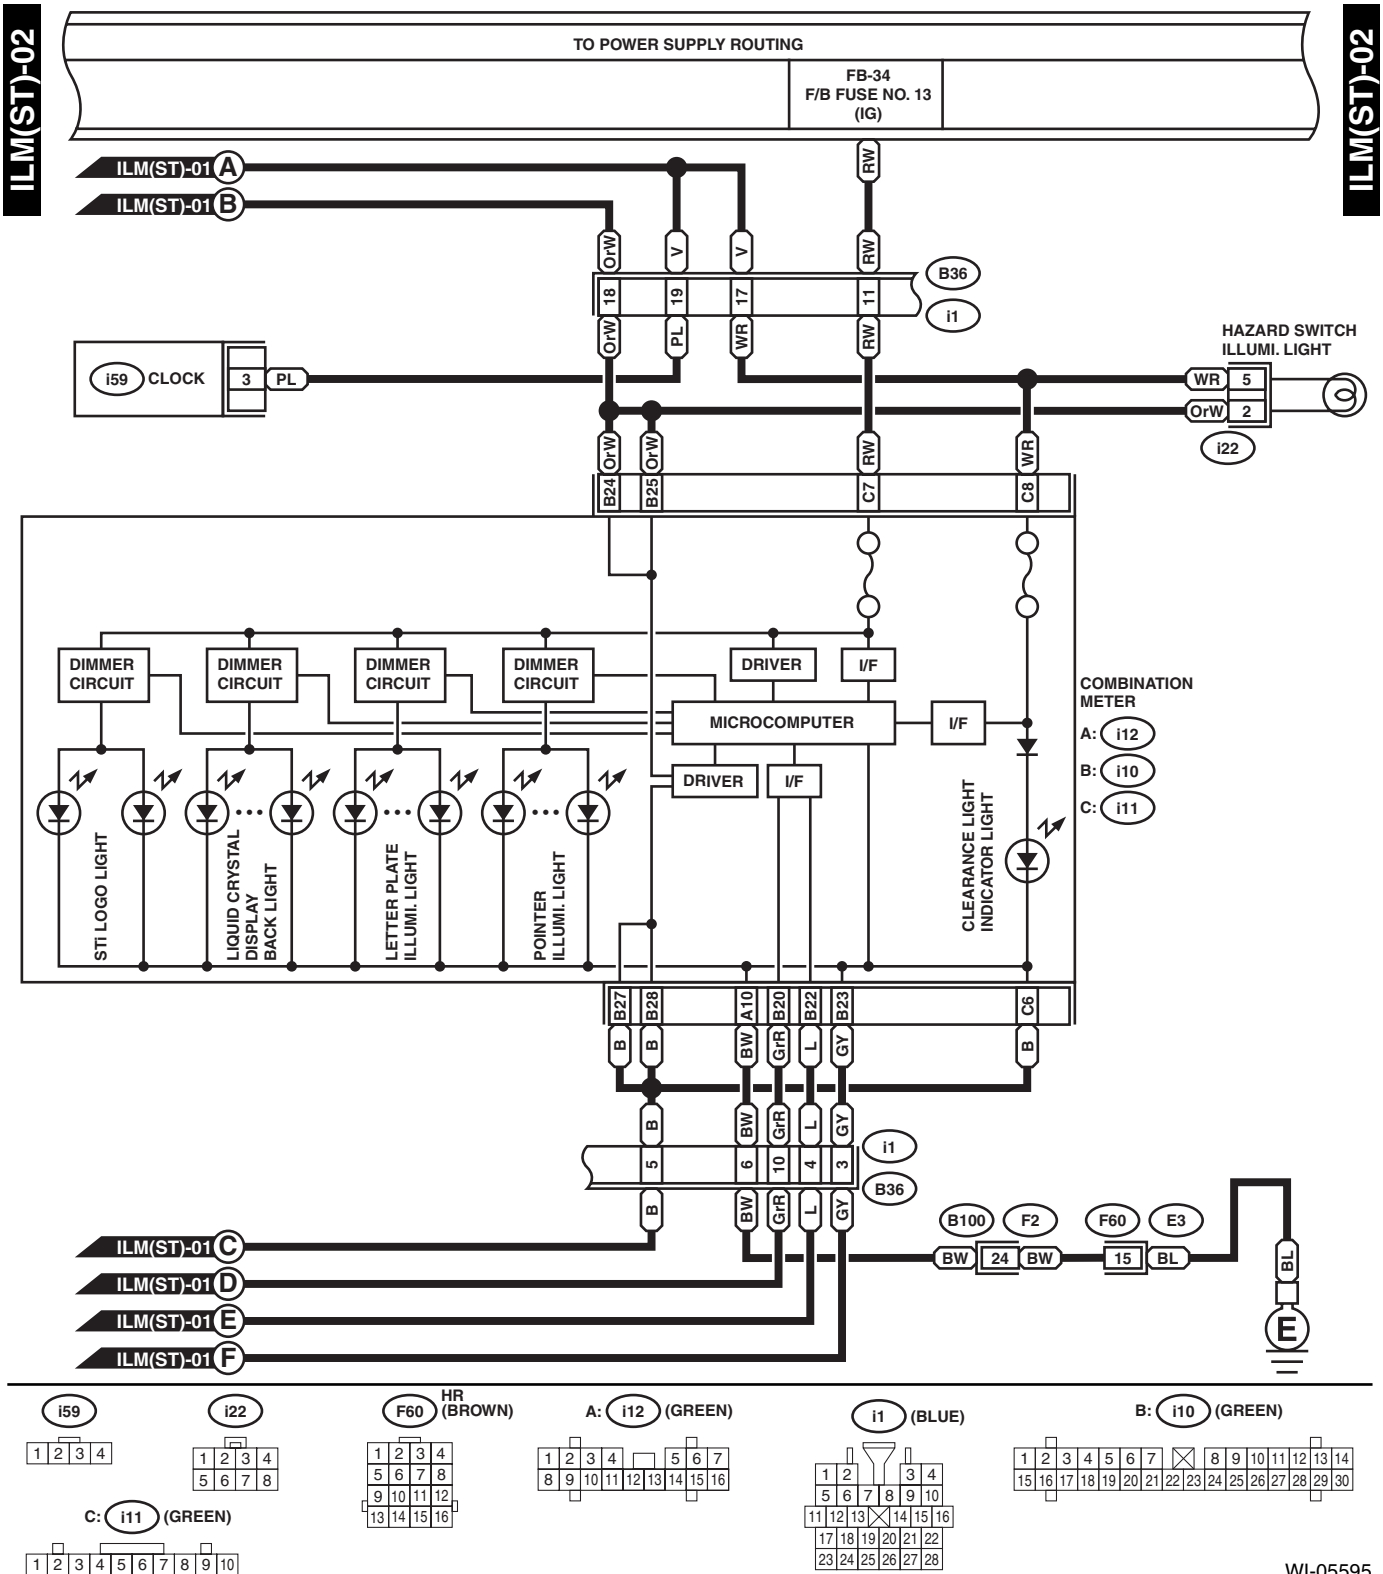 ILM(ST)-02
ILM(ST)-02
TO POWER SUPPLY ROUTING
FB-34
F/B FUSE NO. 13
(IG)
ILM(ST)-01 A
ILM(ST)-01 B
RW
OrW V V RW
B36
18 19 17 11
i1
OrW PL WR RW
HAZARD SWITCH
ILLUMI. LIGHT
i59 CLOCK 3 PL
WR 5
OrW 2
i22
OrW OrW RW WR
B24 B25 C7 C8
DIMMER
CIRCUIT
DIMMER
CIRCUIT
DIMMER
CIRCUIT
DIMMER
CIRCUIT
DRIVER
I/F
MICROCOMPUTER
I/F
DRIVER
I/F
COMBINATION
METER
A: i12
B: i10
C: i11
STi LOGO LIGHT
LIQUID CRYSTAL
DISPLAY
BACK LIGHT
LETTER PLATE
ILLUMI. LIGHT
POINTER
ILLUMI. LIGHT
CLEARANCE LIGHT
INDICATOR LIGHT
B27 B28 A10 B20 B22 B23 C6
B B BW GrR L GY B
B BW GrR L GY
i1
5 6 10 4 3
B36
B BW GrR L GY
B100 F2 F60 E3
BW 24 BW 15 BL
BL
E
ILM(ST)-01 C
ILM(ST)-01 D
ILM(ST)-01 E
ILM(ST)-01 F
i59
1 2 3 4
i22
1 2 3 4
5 6 7 8
F60 HR
(BROWN)
1 2 3 4
5 6 7 8
9 10 11 12
13 14 15 16
A: i12 (GREEN)
1 2 3 4 5 6 7
8 9 10 11 12 13 14 15 16
i1 (BLUE)
1 2 3 4
5 6 7 8 9 10
11 12 13 14 15 16
17 18 19 20 21 22
23 24 25 26 27 28
B: i10 (GREEN)
1 2 3 4 5 6 7 8 9 10 11 12 13 14
15 16 17 18 19 20 21 22 23 24 25 26 27 28 29 30
C: i11 (GREEN)
1 2 3 4 5 6 7 8 9 10
WI-05595